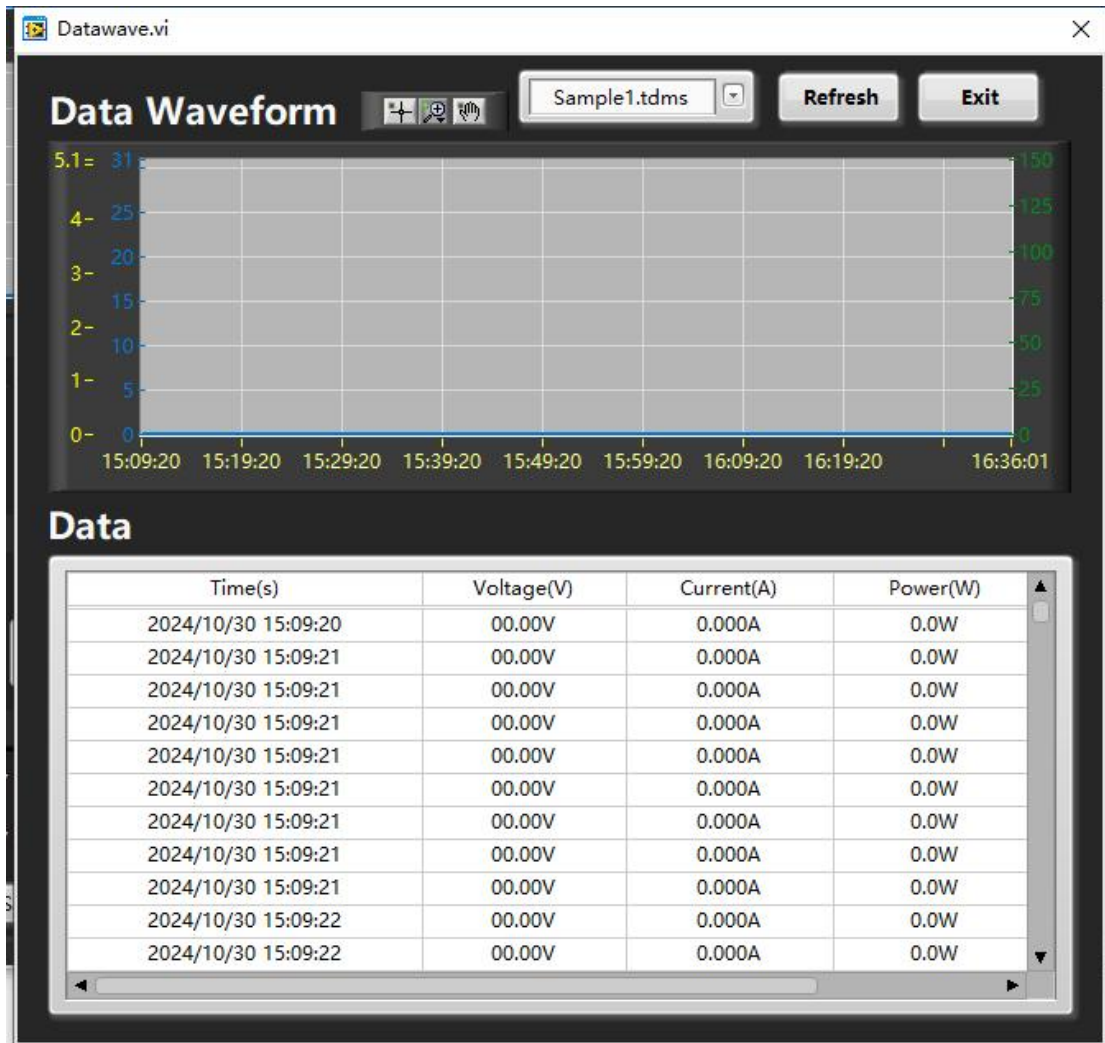 Datawave.vi
Data Waveform Sample1.tdms Refresh Exit
5.1 31 150
4 25 125
20 100
3
15 75
2
10 50
1
5 25
0 0 0
15:09:20 15:19:20 15:29:20 15:39:20 15:49:20 15:59:20 16:09:20 16:19:20 16:36:01
Data
Time(s) Voltage(V) Current(A) Power(W)
2024/10/30 15:09:20 00.00V 0.000A 0.0W
2024/10/30 15:09:21 00.00V 0.000A 0.0W
2024/10/30 15:09:21 00.00V 0.000A 0.0W
2024/10/30 15:09:21 00.00V 0.000A 0.0W
2024/10/30 15:09:21 00.00V 0.000A 0.0W
2024/10/30 15:09:21 00.00V 0.000A 0.0W
2024/10/30 15:09:21 00.00V 0.000A 0.0W
2024/10/30 15:09:21 00.00V 0.000A 0.0W
2024/10/30 15:09:21 00.00V 0.000A 0.0W
2024/10/30 15:09:22 00.00V 0.000A 0.0W
2024/10/30 15:09:22 00.00V 0.000A 0.0W